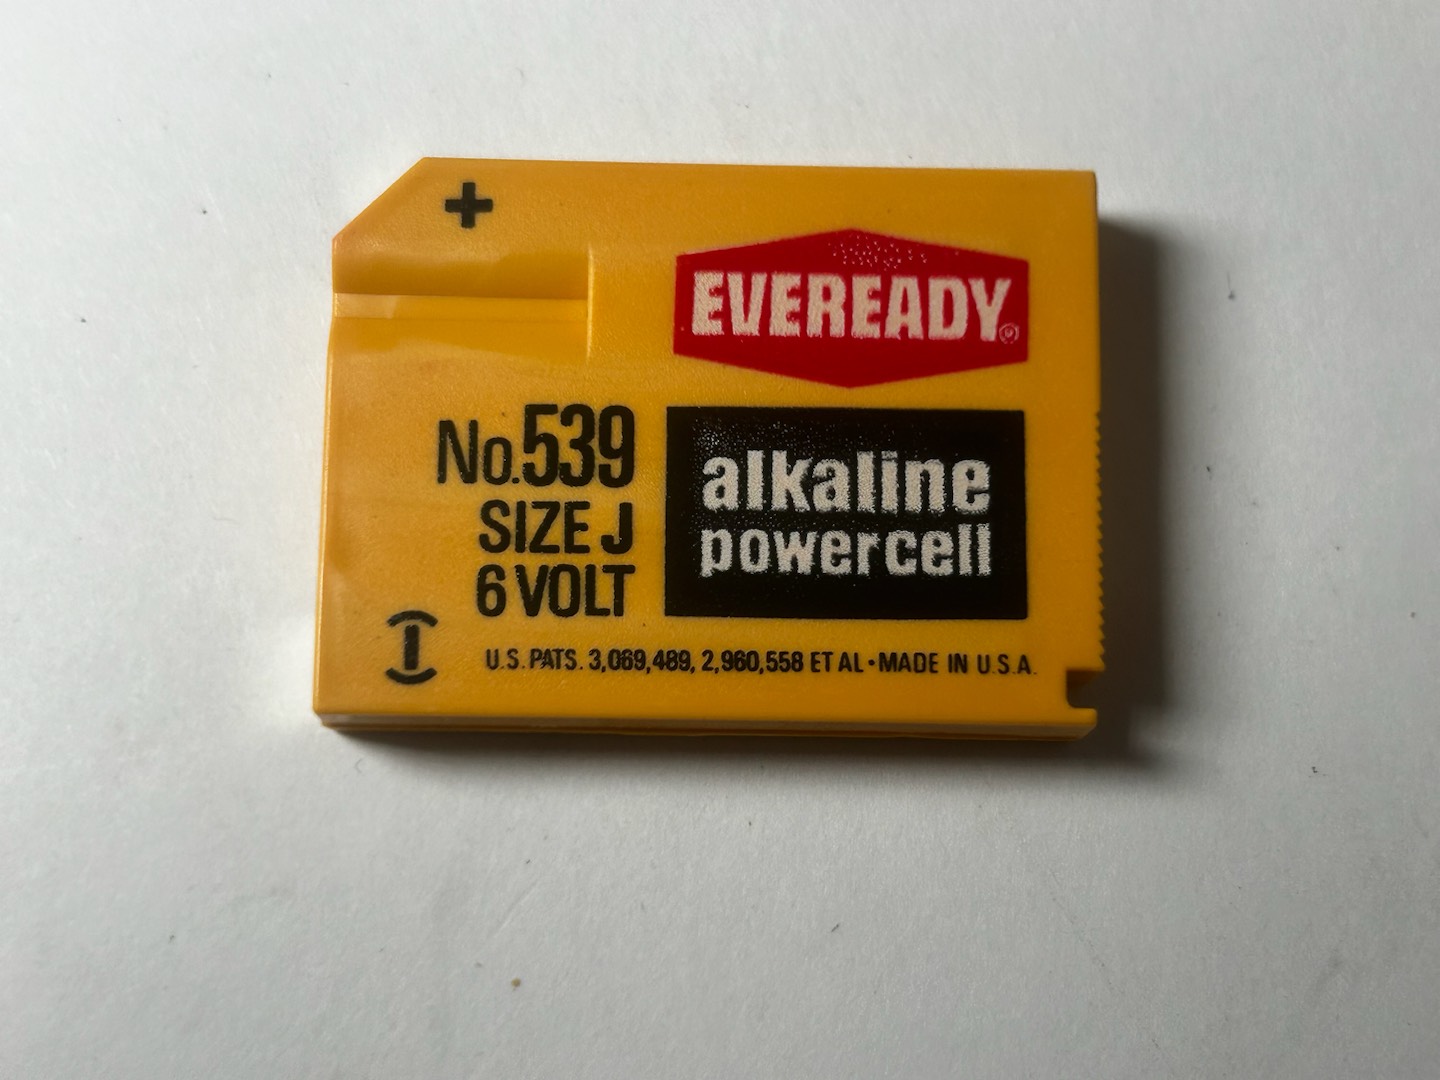 +
EVEREADY®
No.539
SIZE J
6 VOLT
alkaline
powercell
U.S. PATS. 3,069,489, 2,960,558 ET AL • MADE IN U.S.A.